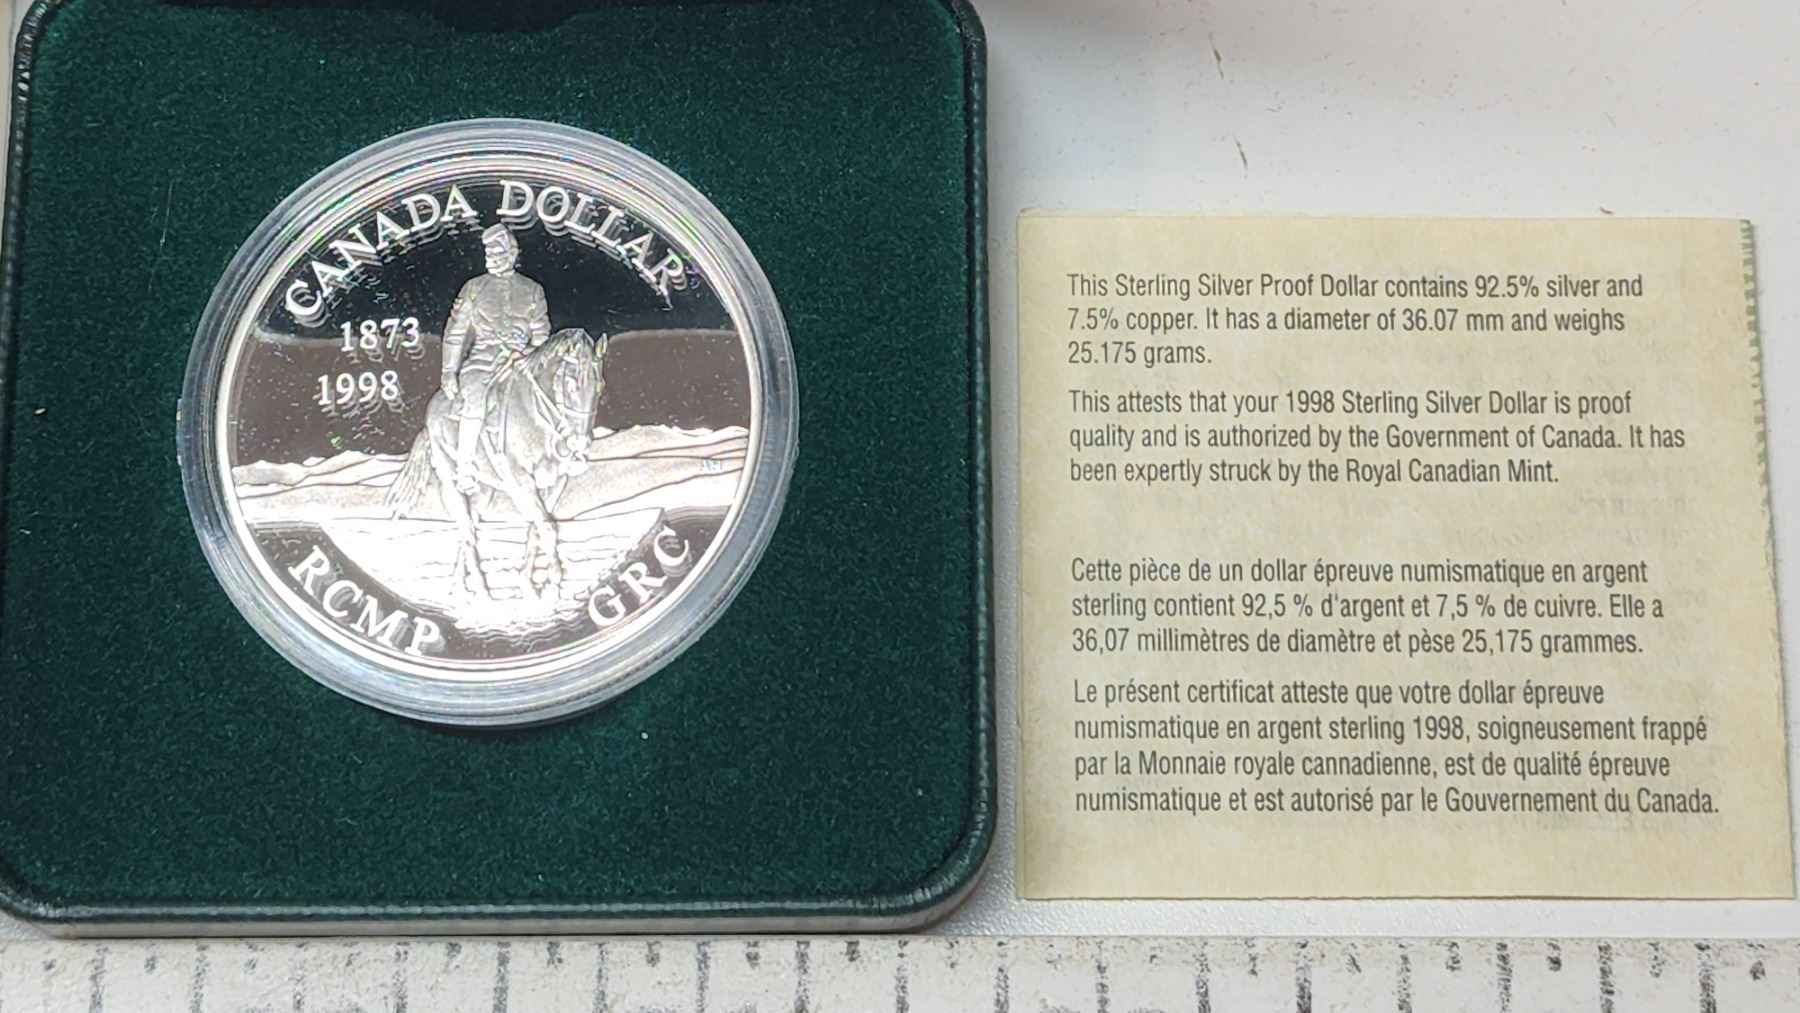 CANADA DOLLAR
1873
1998
RCMP GRC
This Sterling Silver Proof Dollar contains 92.5% silver and
7.5% copper. It has a diameter of 36.07 mm and weighs
25.175 grams.
This attests that your 1998 Sterling Silver Dollar is proof
quality and is authorized by the Government of Canada. It has
been expertly struck by the Royal Canadian Mint.
Cette pièce de un dollar épreuve numismatique en argent
sterling contient 92,5 % d'argent et 7,5 % de cuivre. Elle a
36,07 millimètres de diamètre et pèse 25,175 grammes.
Le présent certificat atteste que votre dollar épreuve
numismatique en argent sterling 1998, soigneusement frappé
par la Monnaie royale cannadienne, est de qualité épreuve
numismatique et est autorisé par le Gouvernement du Canada.